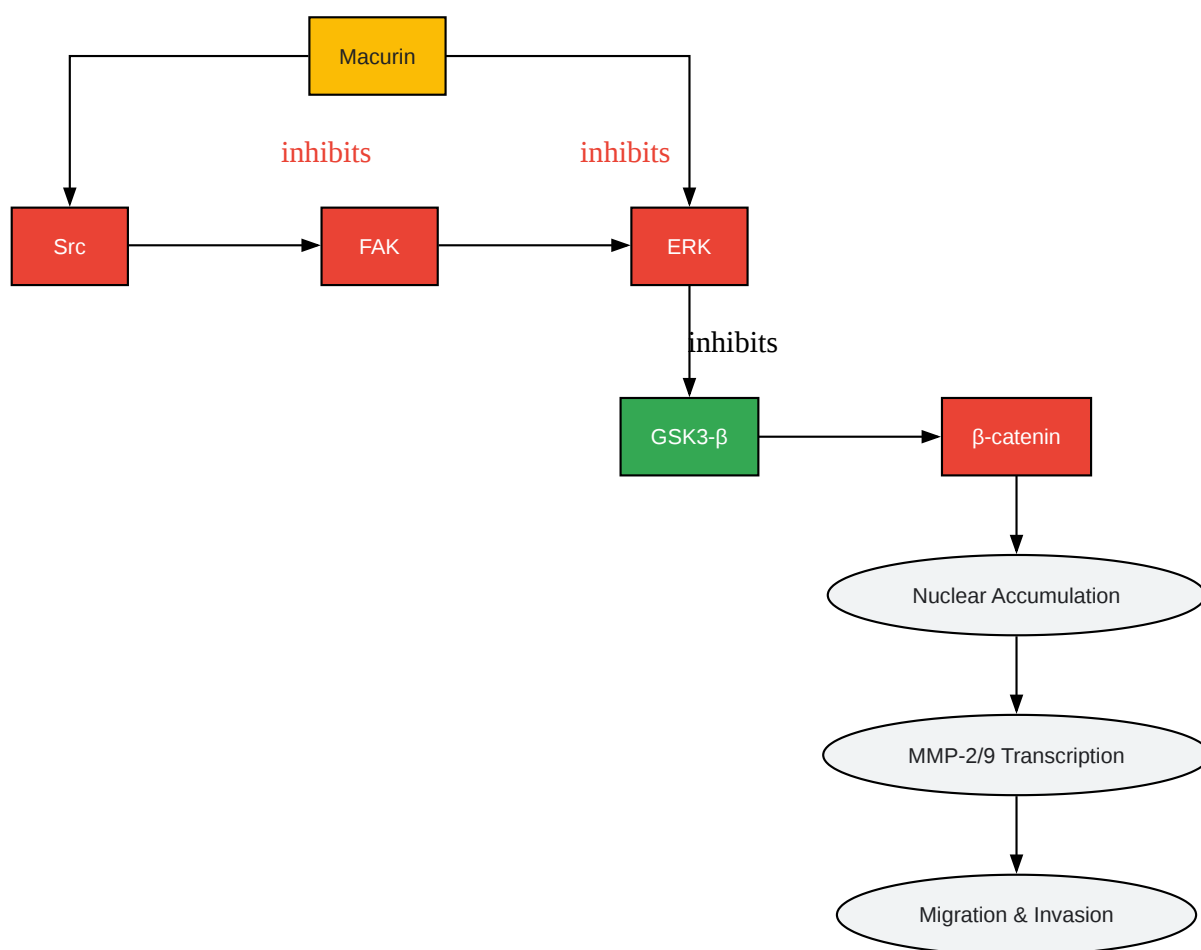 Macurin
inhibits
inhibits
Src
FAK
ERK
inhibits
GSK3-β
β-catenin
Nuclear Accumulation
MMP-2/9 Transcription
Migration & Invasion